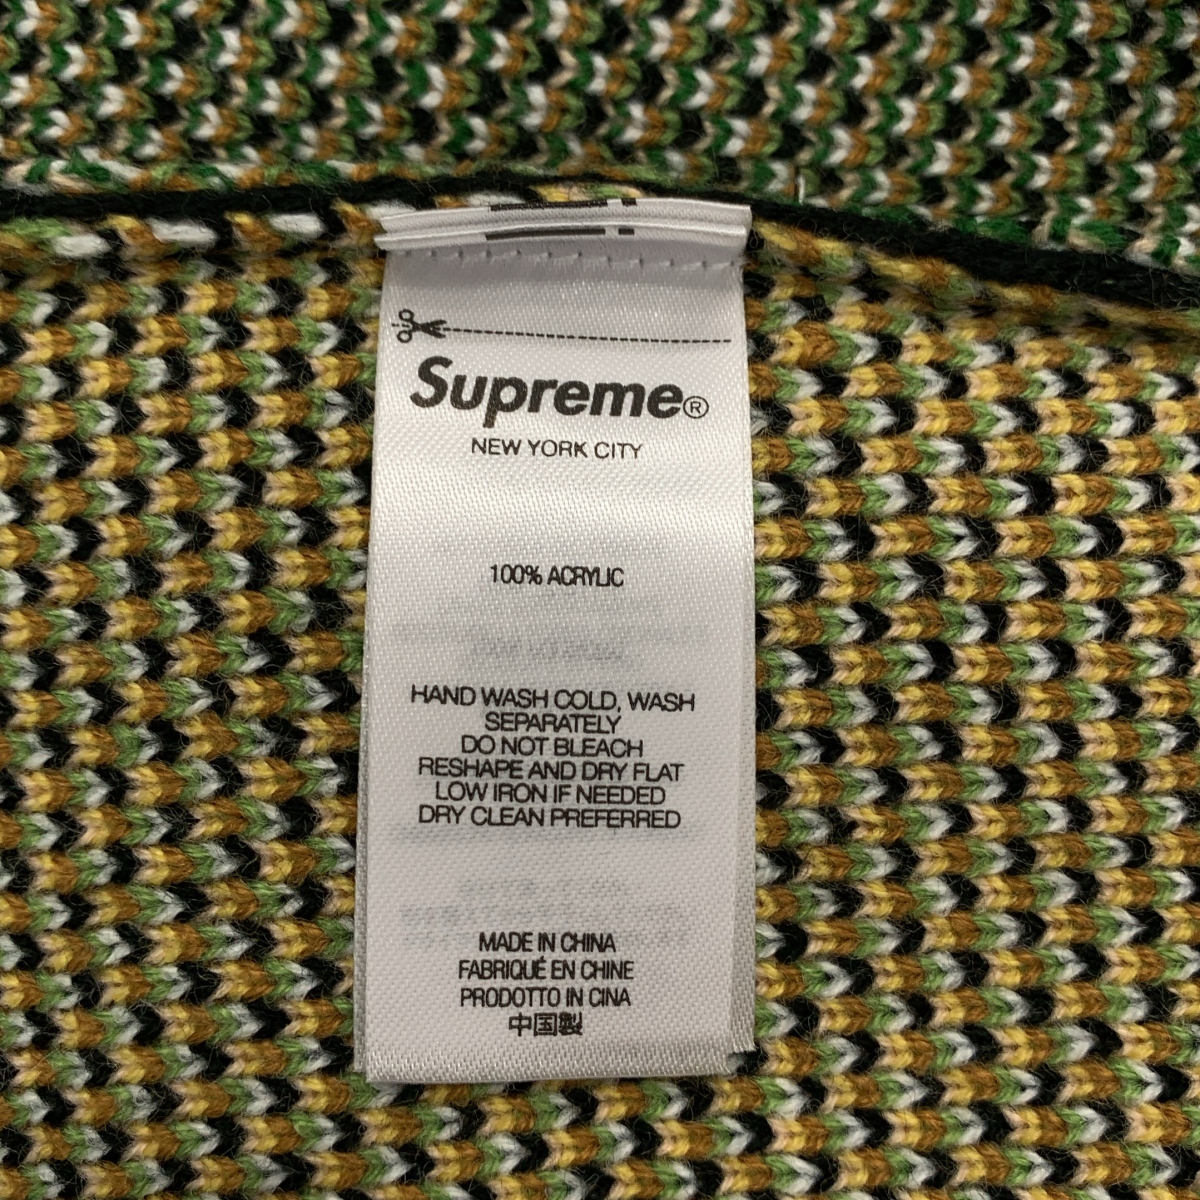 Supreme®
NEW YORK CITY
100% ACRYLIC
HAND WASH COLD, WASH
SEPARATELY
DO NOT BLEACH
RESHAPE AND DRY FLAT
LOW IRON IF NEEDED
DRY CLEAN PREFERRED
MADE IN CHINA
FABRIQUÉ EN CHINE
PRODOTTO IN CINA
中国製